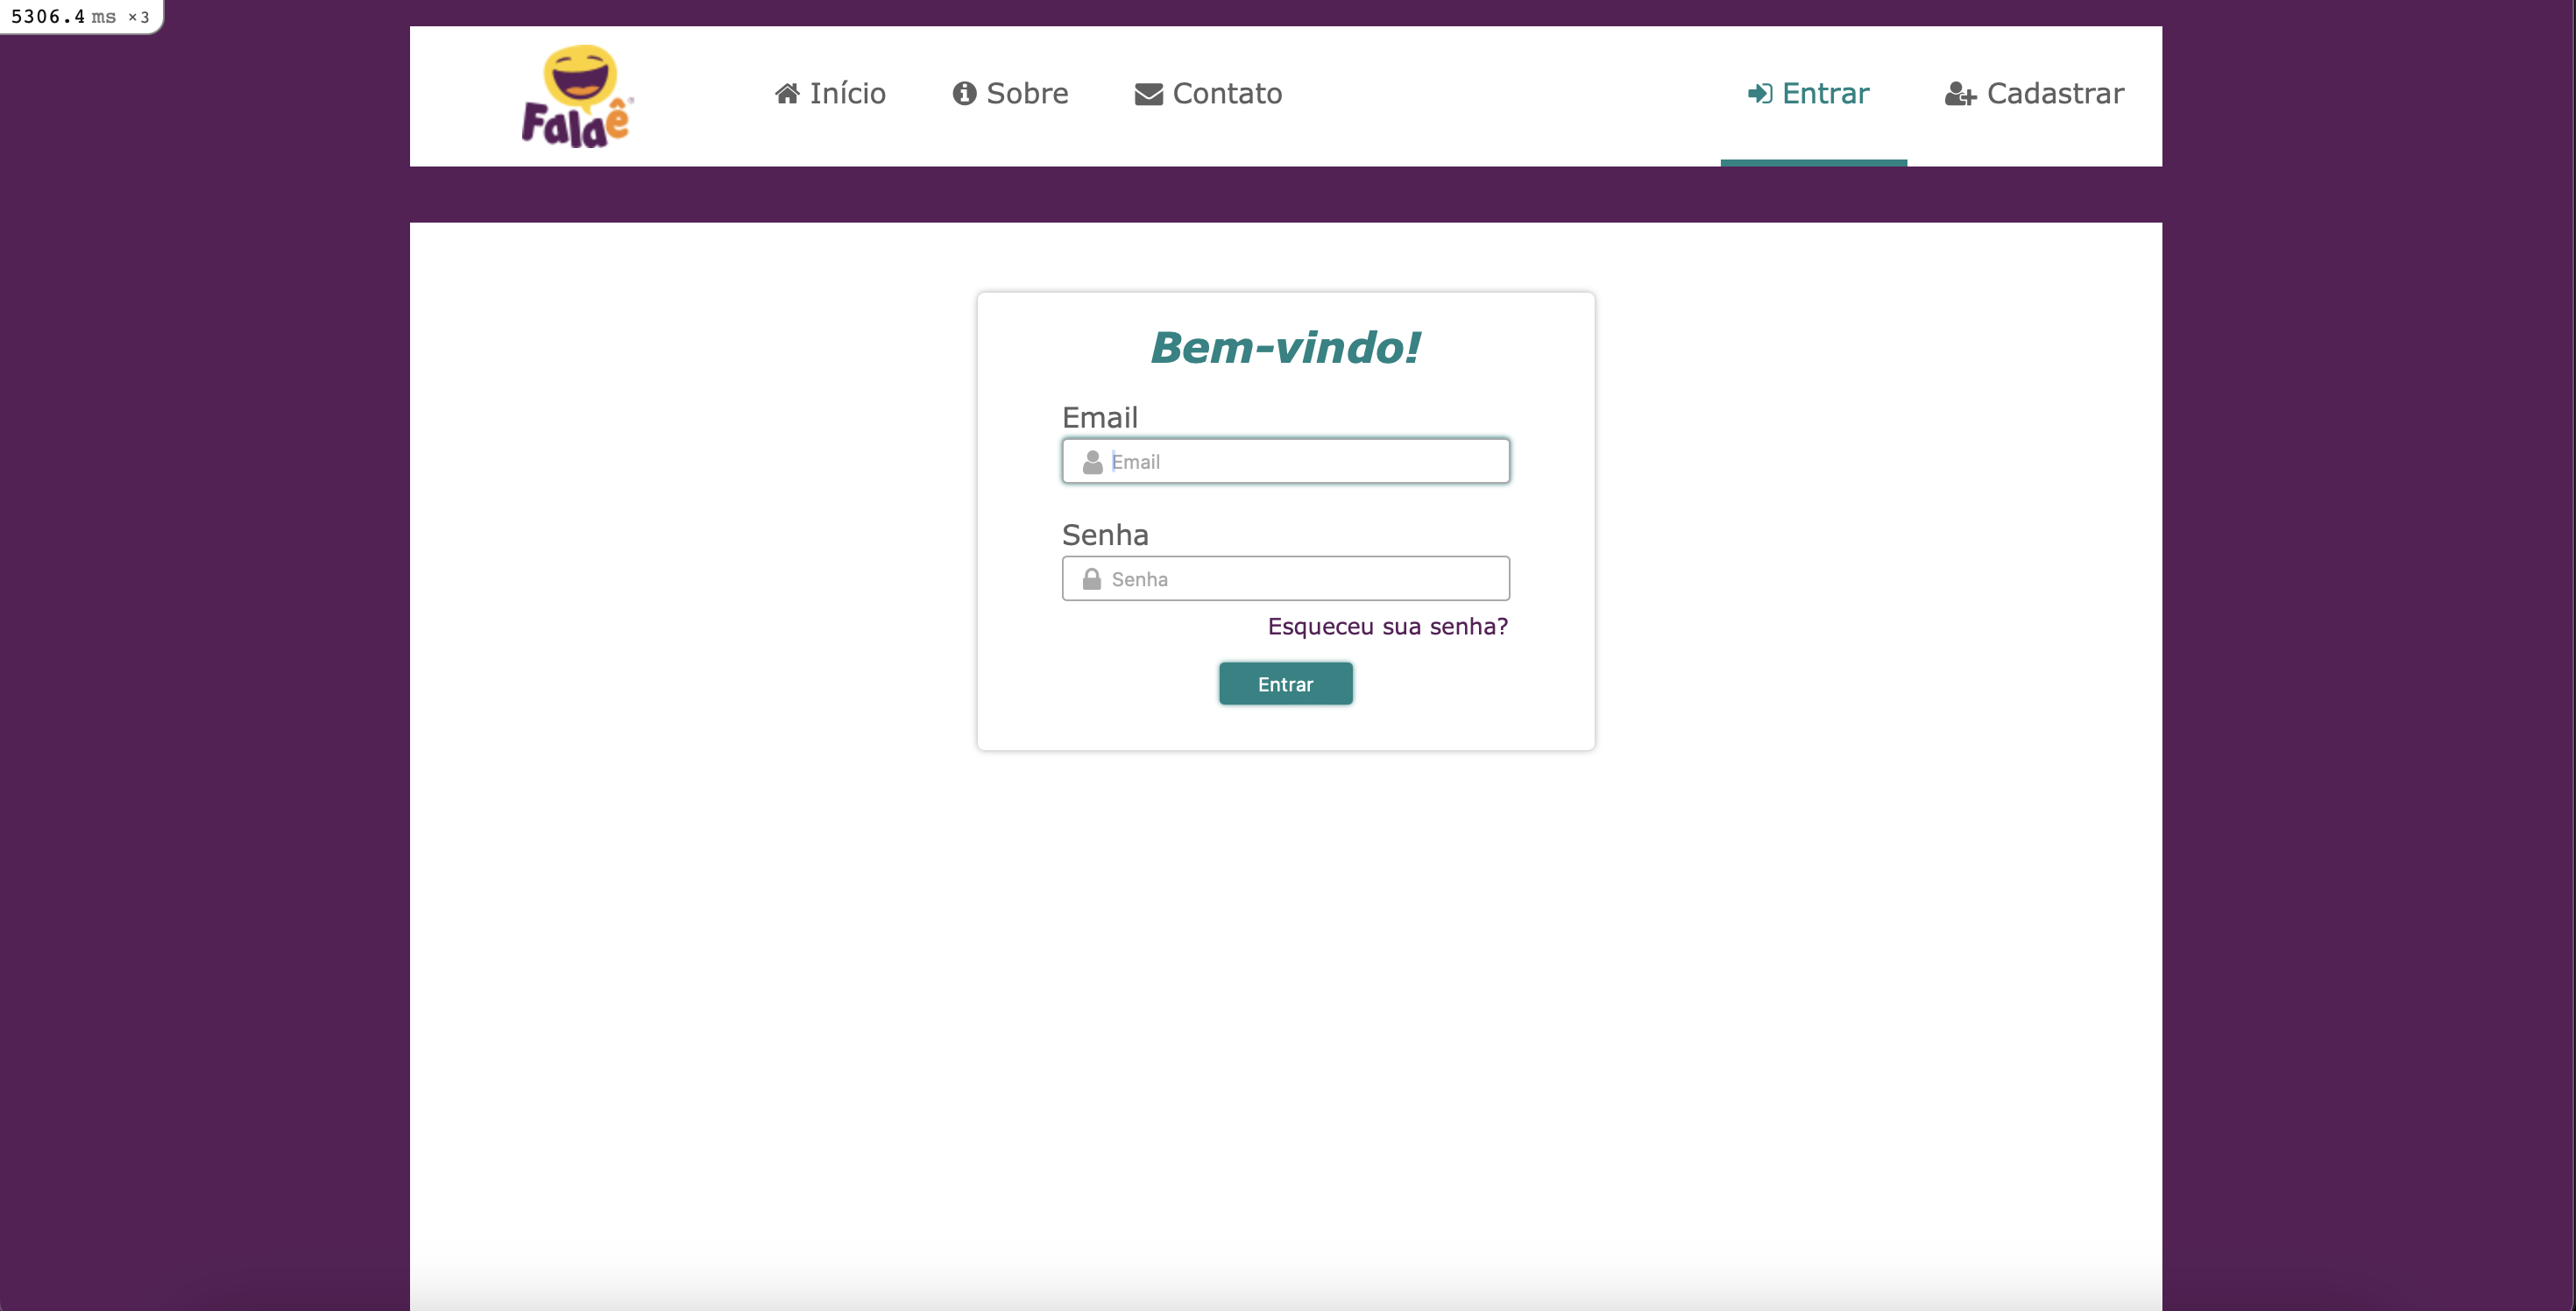 5306.4 ms ×3
Falaê
Início Sobre Contato Entrar Cadastrar
Bem-vindo!
Email
Email
Senha
Senha
Esqueceu sua senha?
Entrar